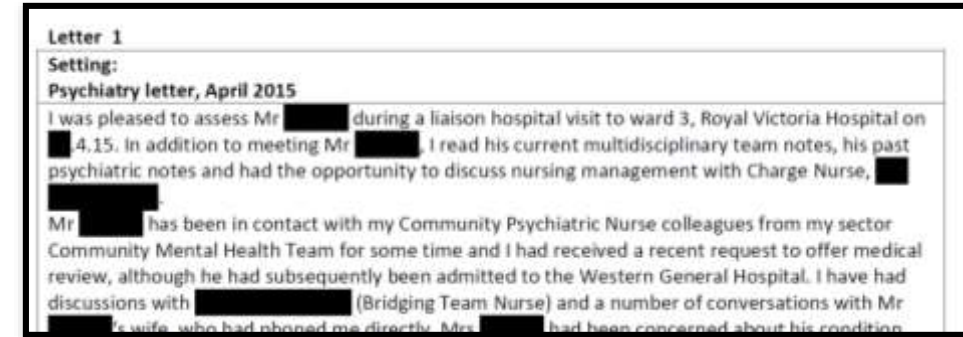 Letter 1
Setting:
Psychiatry letter, April 2015
I was pleased to assess Mr during a liaison hospital visit to ward 3, Royal Victoria Hospital on
.4.15. In addition to meeting Mr , I read his current multidisciplinary team notes, his past
psychiatric notes and had the opportunity to discuss nursing management with Charge Nurse,
.
Mr has been in contact with my Community Psychiatric Nurse colleagues from my sector
Community Mental Health Team for some time and I had received a recent request to offer medical
review, although he had subsequently been admitted to the Western General Hospital. I have had
discussions with (Bridging Team Nurse) and a number of conversations with Mr
's wife, who had phoned me directly. Mrs had been concerned about his condition